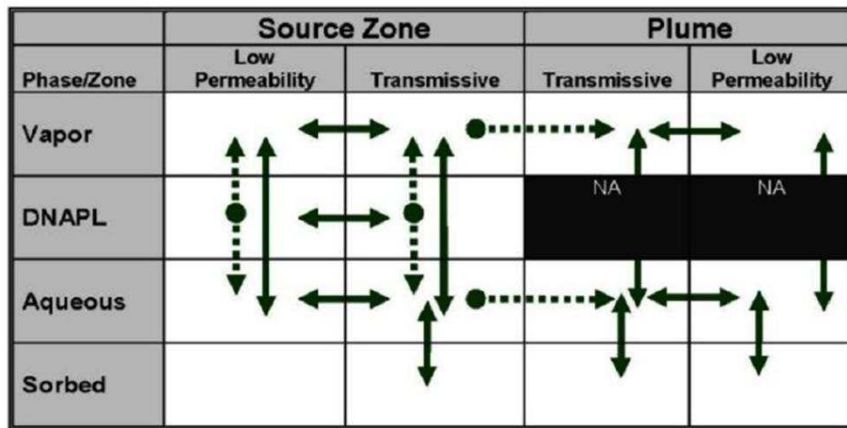 Source Zone Plume
Phase/Zone Low Permeability Transmissive Transmissive Low Permeability
Vapor
DNAPL NA NA
Aqueous
Sorbed